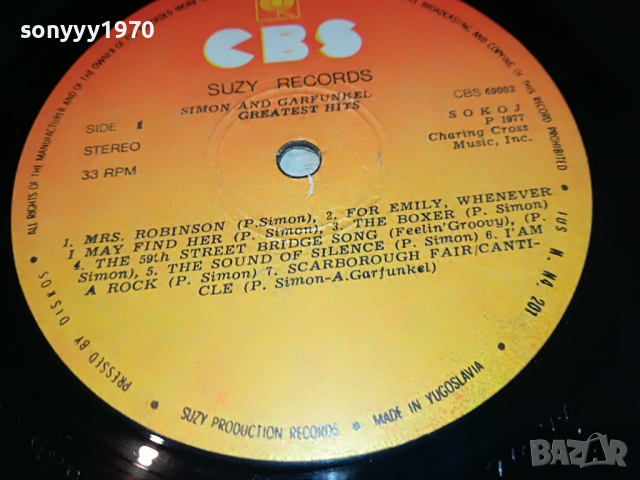 sonyyy1970
CBS
SUZY RECORDS
SIMON AND GARFUNKEL
GREATEST HITS
CBS 69003
SOKOJ
P 1977
Charing Cross
Music, Inc.
SIDE 1
STEREO
33 RPM
1. MRS. ROBINSON (P.Simon), 2. FOR EMILY, WHENEVER
I MAY FIND HER (P. Simon), 3. THE BOXER (P. Simon)
4. THE 59th STREET BRIDGE SONG (Feelin'Groovy), (P.
Simon), 5. THE SOUND OF SILENCE (P. Simon) 6. I'AM
A ROCK (P. Simon) 7. SCARBOROUGH FAIR/CANTI-
CLE (P. Simon-A.Garfunkel)
ALL RIGHTS OF THE MANUFACTURER AND OF THE OWNER OF
BROADCASTING AND COPYING OF THIS RECORD PROHIBITED
PRESSED BY DISKOS • SUZY PRODUCTION RECORDS • MADE IN YUGOSLAVIA • JUS N. N4. 201
BAZAR